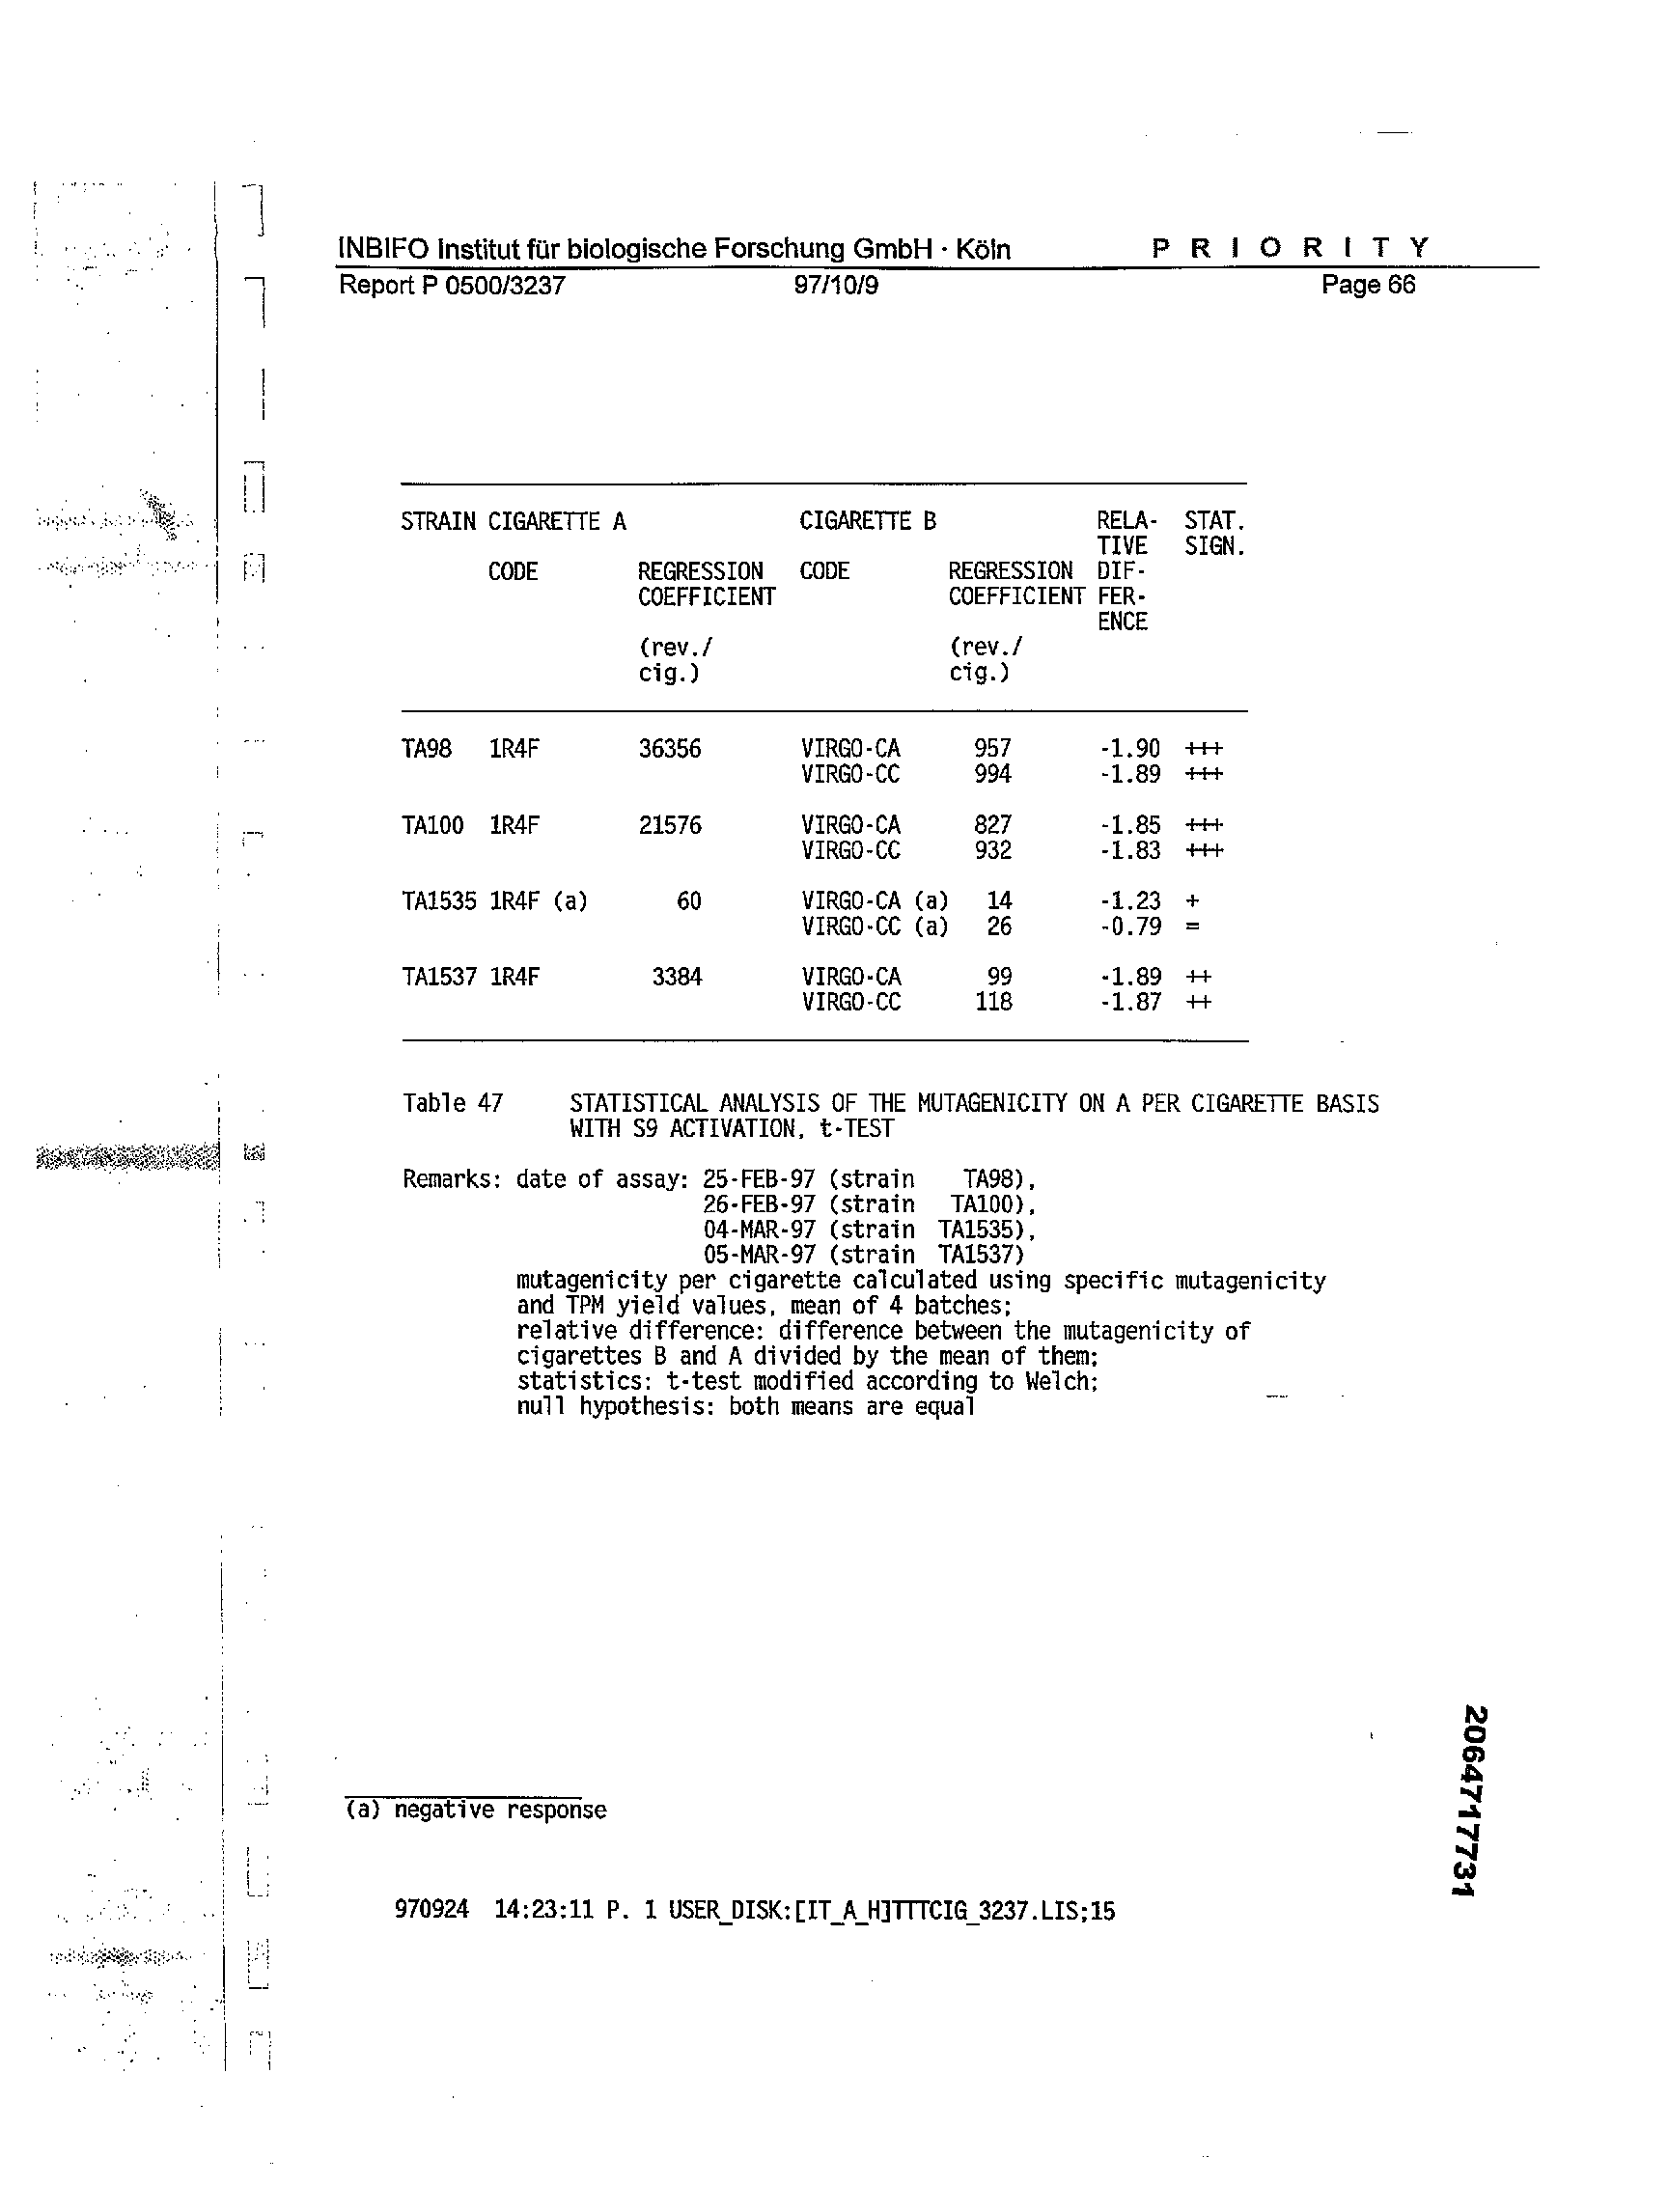 INBIFO Institut für biologische Forschung GmbH · Köln P R I O R I T Y
Report P 0500/3237 97/10/9 Page 66
STRAIN CIGARETTE A CIGARETTE B RELA- STAT.
TIVE SIGN.
CODE REGRESSION CODE REGRESSION DIF-
COEFFICIENT COEFFICIENT FER-
ENCE
(rev./ (rev./
cig.) cig.)
TA98 1R4F 36356 VIRGO-CA 957 -1.90 +++
VIRGO-CC 994 -1.89 +++
TA100 1R4F 21576 VIRGO-CA 827 -1.85 +++
VIRGO-CC 932 -1.83 +++
TA1535 1R4F (a) 60 VIRGO-CA (a) 14 -1.23 +
VIRGO-CC (a) 26 -0.79 =
TA1537 1R4F 3384 VIRGO-CA 99 -1.89 ++
VIRGO-CC 118 -1.87 ++
Table 47 STATISTICAL ANALYSIS OF THE MUTAGENICITY ON A PER CIGARETTE BASIS
WITH S9 ACTIVATION, t-TEST
Remarks: date of assay: 25-FEB-97 (strain TA98),
26-FEB-97 (strain TA100),
04-MAR-97 (strain TA1535),
05-MAR-97 (strain TA1537)
mutagenicity per cigarette calculated using specific mutagenicity
and TPM yield values, mean of 4 batches;
relative difference: difference between the mutagenicity of
cigarettes B and A divided by the mean of them;
statistics: t-test modified according to Welch;
null hypothesis: both means are equal
2064717731
(a) negative response
970924 14:23:11 P. 1 USER_DISK:[IT_A_H]TTTCIG_3237.LIS;15